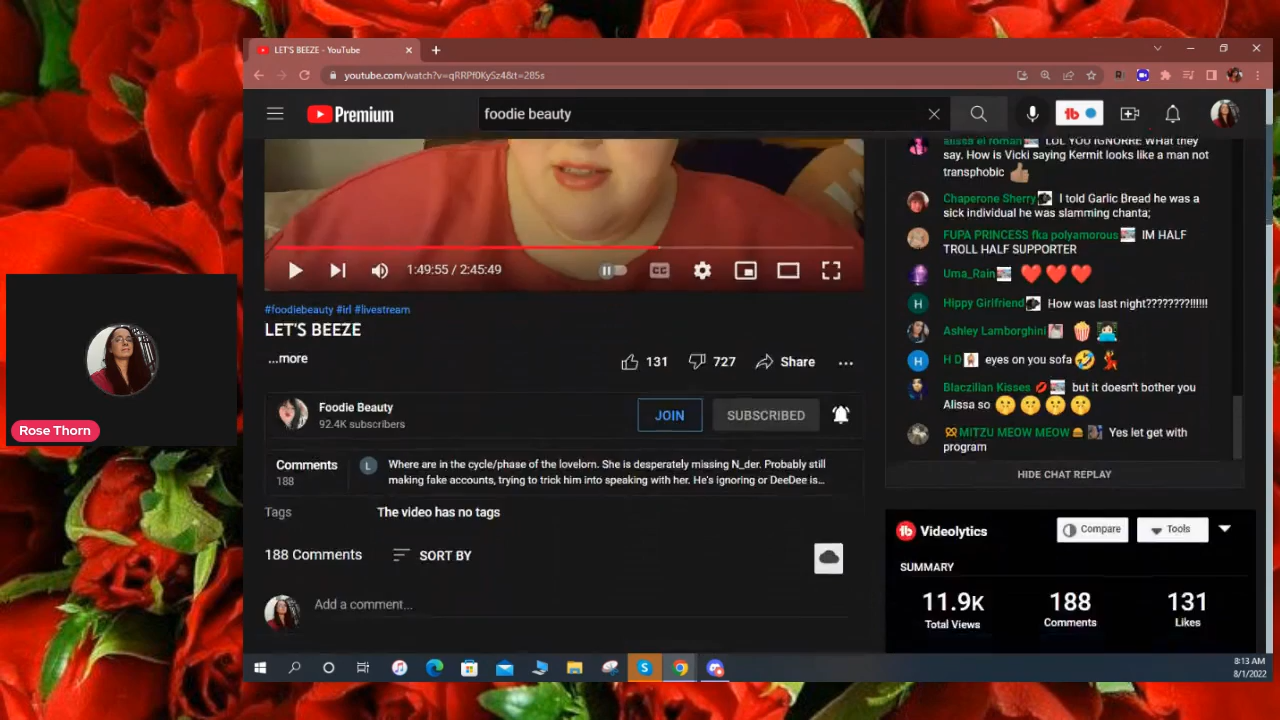 LET'S BEEZE - YouTube
youtube.com/watch?v=qRRPf0KySz4&t=285s
Premium
foodie beauty
1:49:55 / 2:45:49
CC
#foodiebeauty #irl #livestream
LET'S BEEZE
...more
131
727
Share
Foodie Beauty
92.4K subscribers
JOIN
SUBSCRIBED
Comments
188
L
Where are in the cycle/phase of the lovelorn. She is desperately missing N_der. Probably still
making fake accounts, trying to trick him into speaking with her. He's ignoring or DeeDee is...
Tags
The video has no tags
188 Comments
SORT BY
Add a comment...
alissa el roman LOL YOU IGNORRE WHat they
say. How is Vicki saying Kermit looks like a man not
transphobic
Chaperone Sherry I told Garlic Bread he was a
sick individual he was slamming chanta;
FUPA PRINCESS fka polyamorous IM HALF
TROLL HALF SUPPORTER
Uma_Rain
H
Hippy Girlfriend How was last night????????!!!!!!
Ashley Lamborghini
H
H D eyes on you sofa
Blaczilian Kisses but it doesn't bother you
Alissa so
MITZU MEOW MEOW Yes let get with
program
HIDE CHAT REPLAY
Videolytics
Compare
Tools
SUMMARY
11.9K
Total Views
188
Comments
131
Likes
Rose Thorn
8:13 AM
8/1/2022